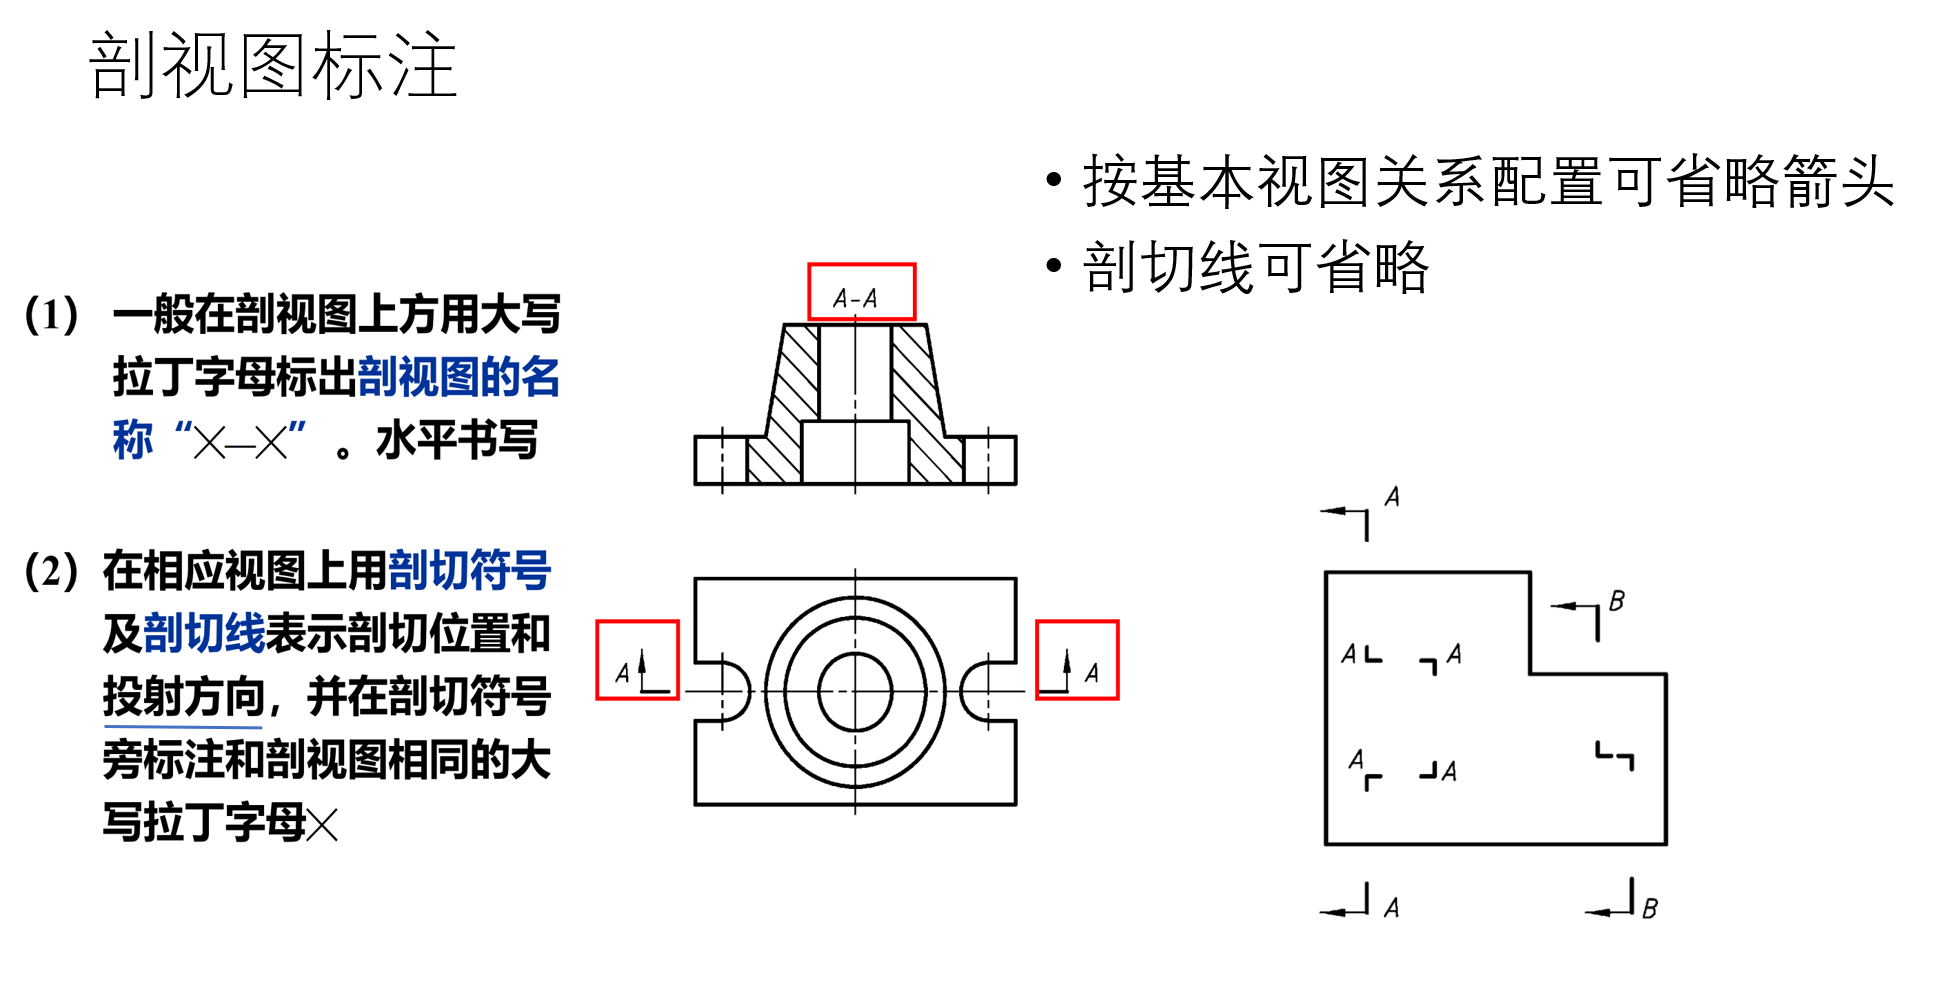 剖视图标注
• 按基本视图关系配置可省略箭头
• 剖切线可省略
（1） 一般在剖视图上方用大写
拉丁字母标出剖视图的名
称“╳—╳”。水平书写
（2）在相应视图上用剖切符号
及剖切线表示剖切位置和
投射方向，并在剖切符号
旁标注和剖视图相同的大
写拉丁字母╳
A-A
A
A
A
B
A
A
A
A
A
B